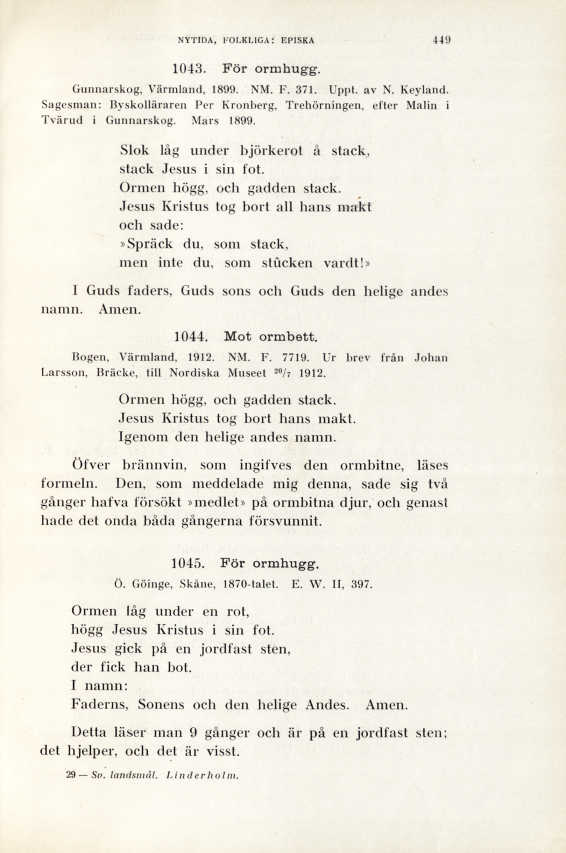 NYTIDA, FOLKLIGA: EPISKA 449
1043. För ormhugg.
Gunnarskog, Värmland, 1899. NM. F. 371. Uppt. av N. Keyland.
Sagesman: Byskolläraren Per Kronberg, Trehörningen, efter Malin i
Tvärud i Gunnarskog. Mars 1899.
Slok låg under björkerot å stack,
stack Jesus i sin fot.
Ormen högg, och gadden stack.
Jesus Kristus tog bort all hans makt
och sade:
»Spräck du, som stack,
men inte du, som stûcken vardt!»
I Guds faders, Guds sons och Guds den helige andes
namn. Amen.
1044. Mot ormbett.
Bogen, Värmland, 1912. NM. F. 7719. Ur brev från Johan
Larsson, Bräcke, till Nordiska Museet 20/7 1912.
Ormen högg, och gadden stack.
Jesus Kristus tog bort hans makt.
Igenom den helige andes namn.
Öfver brännvin, som ingifves den ormbitne, läses
formeln. Den, som meddelade mig denna, sade sig två
gånger hafva försökt »medlet» på ormbitna djur, och genast
hade det onda båda gångerna försvunnit.
1045. För ormhugg.
Ö. Göinge, Skåne, 1870-talet. E. W. II, 397.
Ormen låg under en rot,
högg Jesus Kristus i sin fot.
Jesus gick på en jordfast sten,
der fick han bot.
I namn:
Faderns, Sonens och den helige Andes. Amen.
Detta läser man 9 gånger och är på en jordfast sten;
det hjelper, och det är visst.
29 — Sv. landsmål. Linderholm.